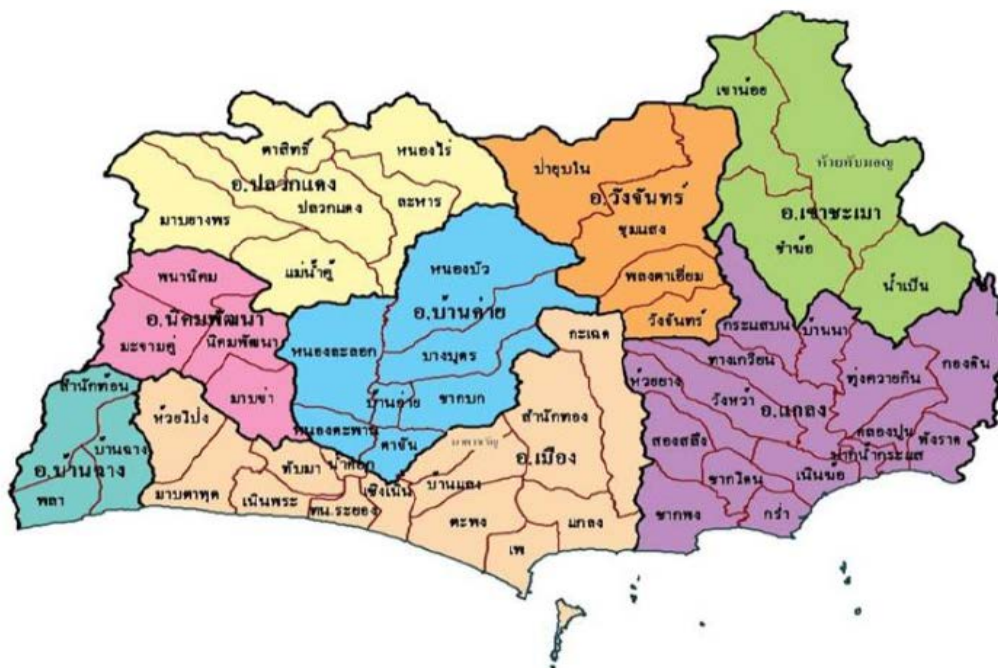 เขาน้อย
ตาสิทธิ์
หนองไร่
ห้วยทับมอญ
ป่ายุบใน
อ.ปลวกแดง
อ.วังจันทร์
ปลวกแดง
ละหาร
อ.เขาชะเมา
มาบยางพร
ชุมแสง
ชำฆ้อ
หนองบัว
แม่น้ำคู้
พนานิคม
พลงตาเอี่ยม
น้ำเป็น
อ.บ้านค่าย
อ.นิคมพัฒนา
วังจันทร์
กระแสบน
บ้านนา
กะเฉด
นิคมพัฒนา
มะขามคู่
หนองละลอก
บางบุตร
ทางเกวียน
กองดิน
ห้วยยาง
ทุ่งควายกิน
สำนักท้อน
มาบข่า
บ้านค่าย
ชากบก
วังหว้า
อ.แกลง
ห้วยโป่ง
สำนักทอง
หนองตะพาน
ตาขัน
สองสลึง
คลองปูน
พังราด
บ้านฉาง
อ.เมือง
ปากน้ำกระแส
อ.บ้านฉาง
ทับมา
น้ำคอก
เชิงเนิน
บ้านแลง
ชากโดน
เนินฆ้อ
พลา
มาบตาพุด
เนินพระ
ทน.ระยอง
ตะพง
แกลง
ชากพง
กร่ำ
เพ